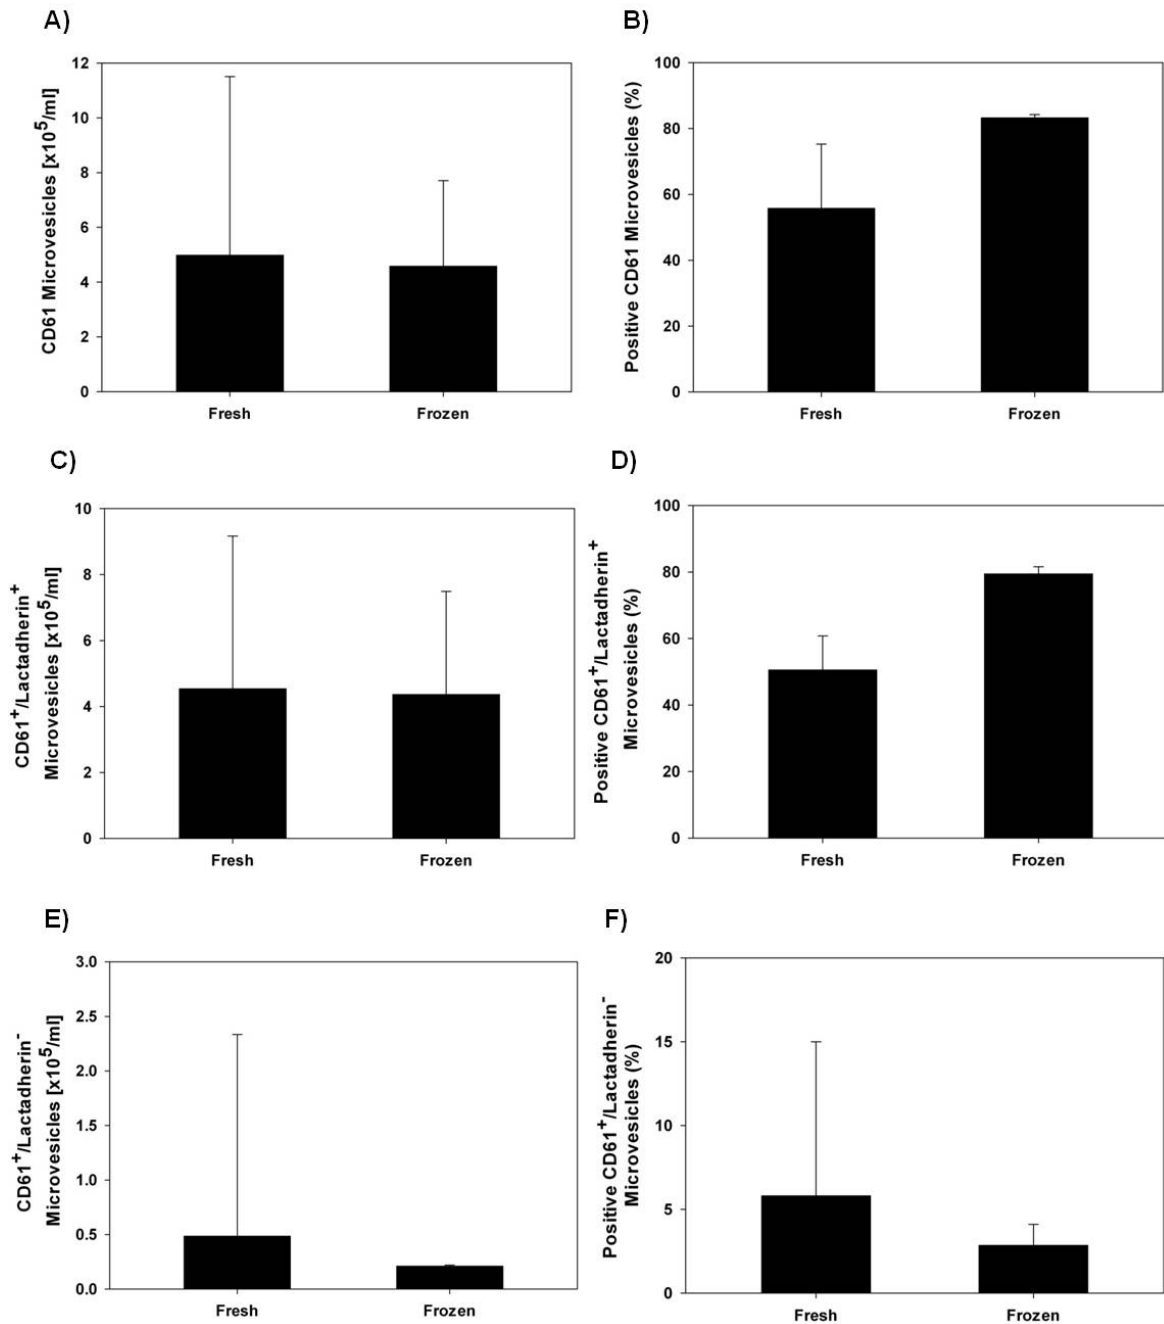 A)
CD61 Microvesicles [x10⁵/ml]
12
10
8
6
4
2
0
Fresh Frozen
B)
Positive CD61 Microvesicles (%)
100
80
60
40
20
0
Fresh Frozen
C)
CD61⁺/Lactadherin⁺
Microvesicles [x10⁵/ml]
10
8
6
4
2
0
Fresh Frozen
D)
Positive CD61⁺/Lactadherin⁺
Microvesicles (%)
100
80
60
40
20
0
Fresh Frozen
E)
CD61⁺/Lactadherin⁻
Microvesicles [x10⁵/ml]
3.0
2.5
2.0
1.5
1.0
0.5
0.0
Fresh Frozen
F)
Positive CD61⁺/Lactadherin⁻
Microvesicles (%)
20
15
10
5
0
Fresh Frozen